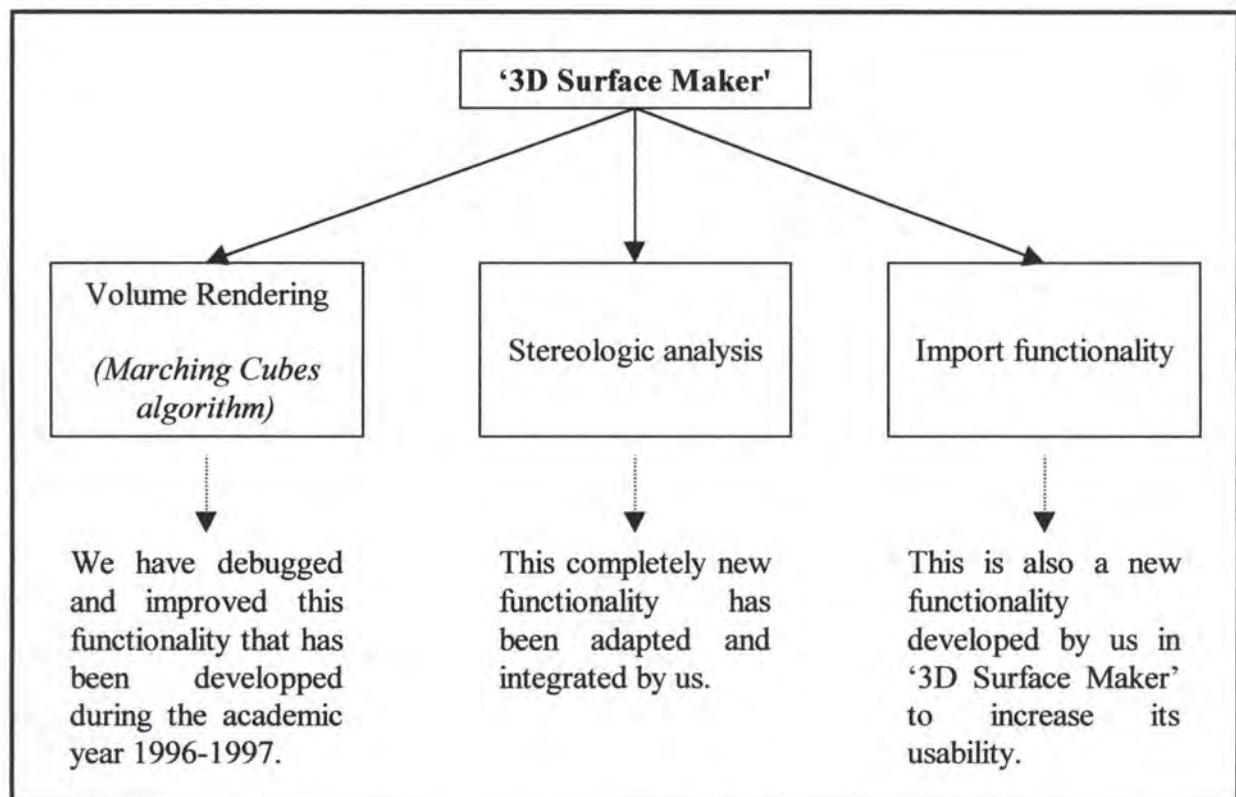 ‘3D Surface Maker'
Volume Rendering
(Marching Cubes
algorithm)
Stereologic analysis
Import functionality
We have debugged
and improved this
functionality that has
been developped
during the academic
year 1996-1997.
This completely new
functionality has
been adapted and
integrated by us.
This is also a new
functionality
developed by us in
‘3D Surface Maker’
to increase its
usability.